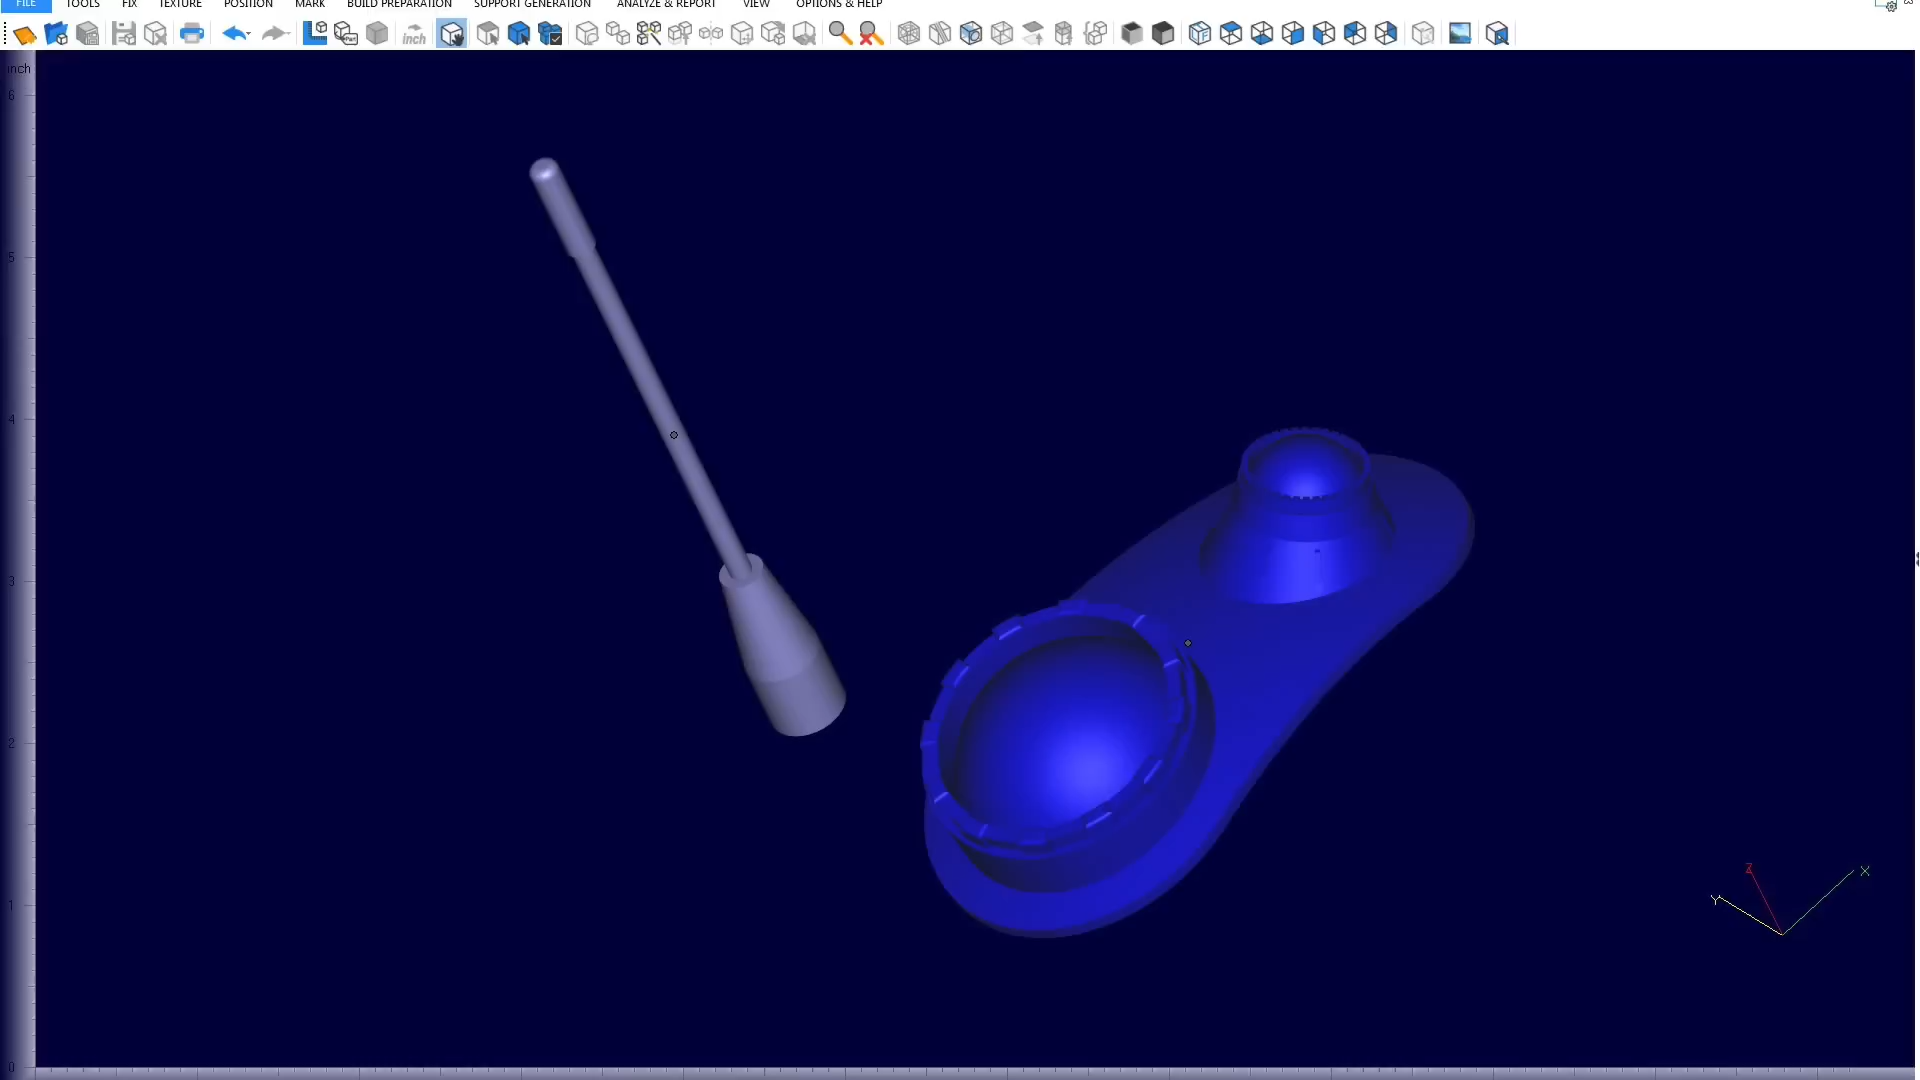 FILE TOOLS FIX TEXTURE POSITION MARK BUILD PREPARATION SUPPORT GENERATION ANALYZE & REPORT VIEW OPTIONS & HELP
inch
inch
6
5
4
3
2
1
0
Z
X
Y